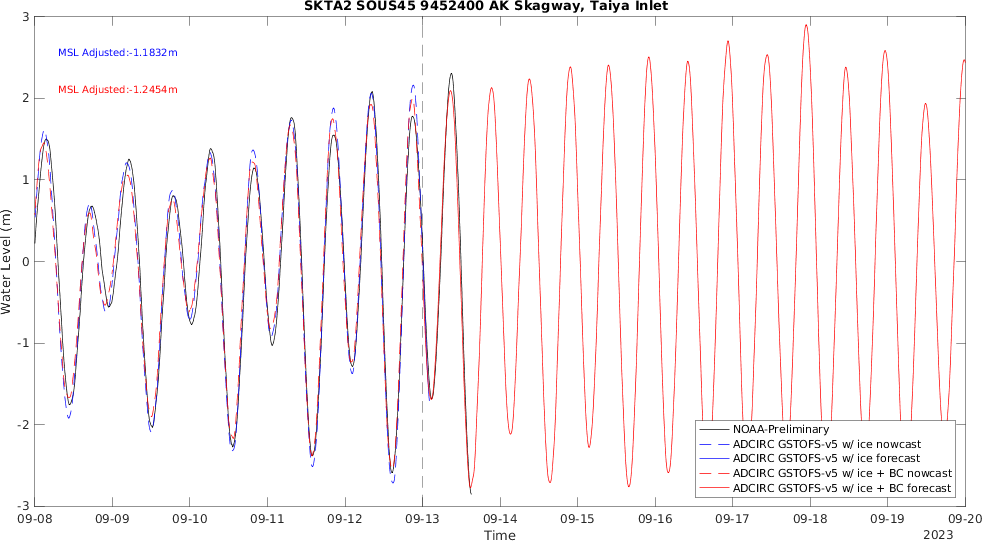 SKTA2 SOUS45 9452400 AK Skagway, Taiya Inlet
MSL Adjusted:-1.1832m
MSL Adjusted:-1.2454m
Water Level (m)
3
2
1
0
-1
-2
-3
NOAA-Preliminary
ADCIRC GSTOFS-v5 w/ ice nowcast
ADCIRC GSTOFS-v5 w/ ice forecast
ADCIRC GSTOFS-v5 w/ ice + BC nowcast
ADCIRC GSTOFS-v5 w/ ice + BC forecast
09-08 09-09 09-10 09-11 09-12 09-13 09-14 09-15 09-16 09-17 09-18 09-19 09-20
Time
2023